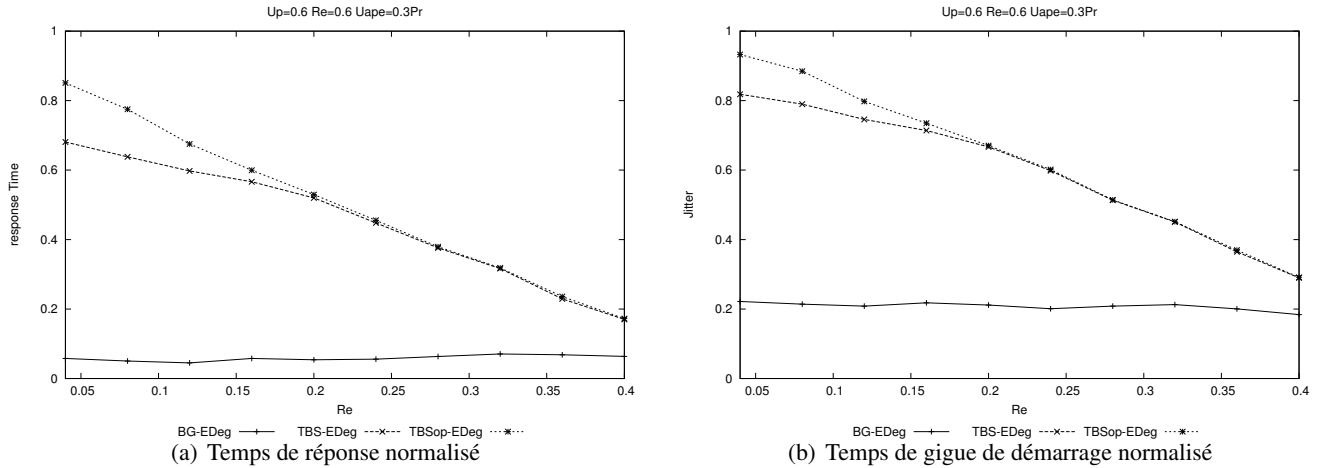 Up=0.6 Re=0.6 Uape=0.3Pr
1
0.8
0.6
0.4
0.2
0
response Time
0.05 0.1 0.15 0.2 0.25 0.3 0.35 0.4
Re
BG-EDeg TBS-EDeg TBSop-EDeg
(a) Temps de réponse normalisé
Up=0.6 Re=0.6 Uape=0.3Pr
1
0.8
0.6
0.4
0.2
0
Jitter
0.05 0.1 0.15 0.2 0.25 0.3 0.35 0.4
Re
BG-EDeg TBS-EDeg TBSop-EDeg
(b) Temps de gigue de démarrage normalisé